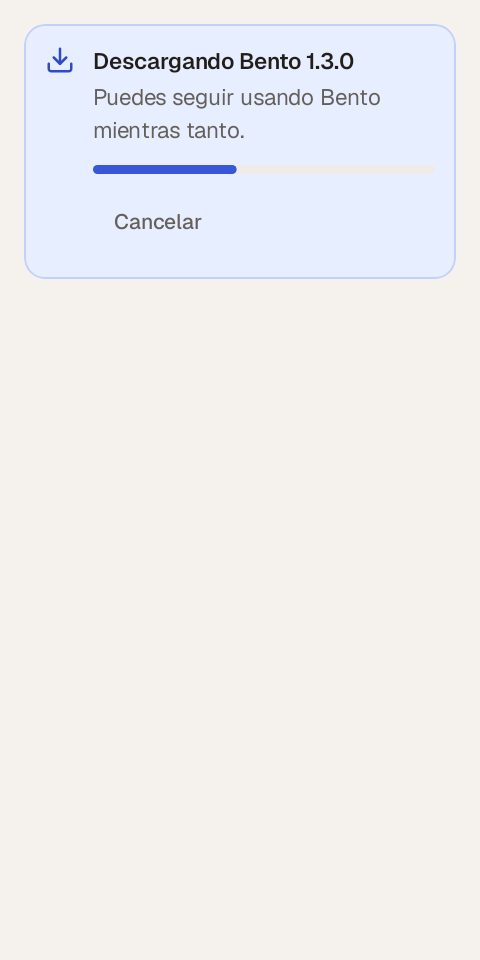 Descargando Bento 1.3.0
Puedes seguir usando Bento
mientras tanto.
Cancelar